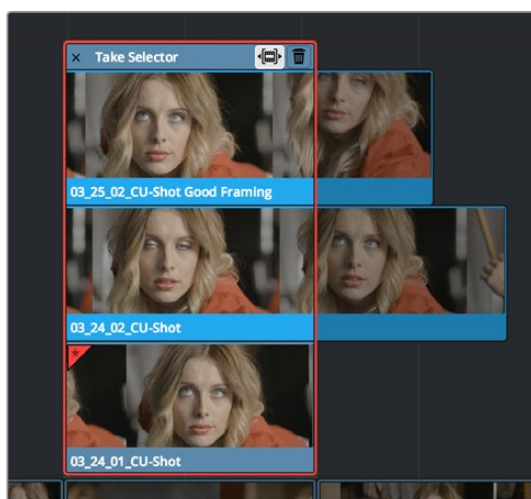 × Take Selector
03_25_02_CU-Shot Good Framing
03_24_02_CU-Shot
03_24_01_CU-Shot